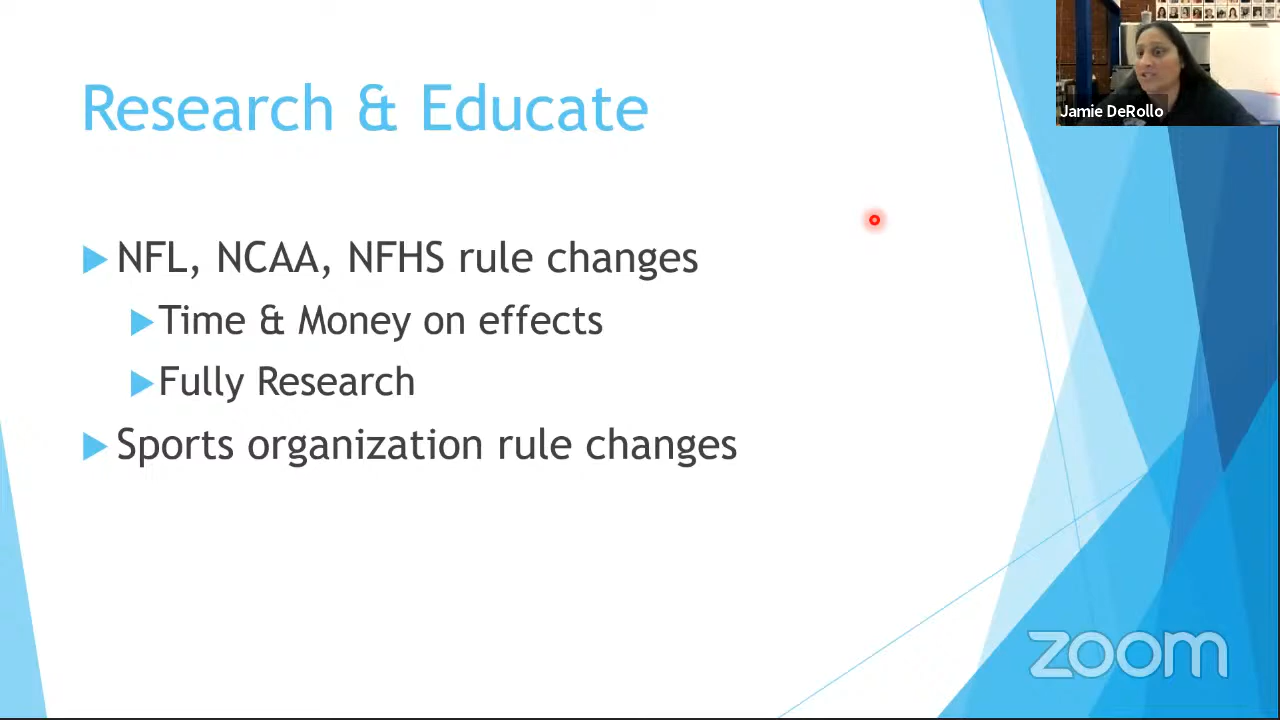 Research & Educate
Jamie DeRollo
NFL, NCAA, NFHS rule changes
Time & Money on effects
Fully Research
Sports organization rule changes
zoom